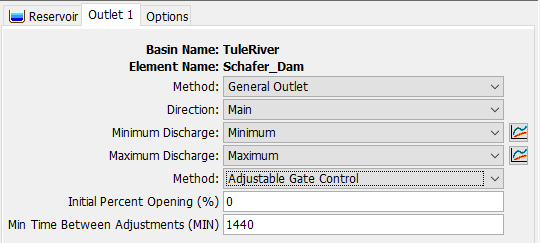 Reservoir Outlet 1 Options
Basin Name: TuleRiver
Element Name: Schafer_Dam
Method: General Outlet
Direction: Main
Minimum Discharge: Minimum
Maximum Discharge: Maximum
Method: Adjustable Gate Control
Initial Percent Opening (%) 0
Min Time Between Adjustments (MIN) 1440